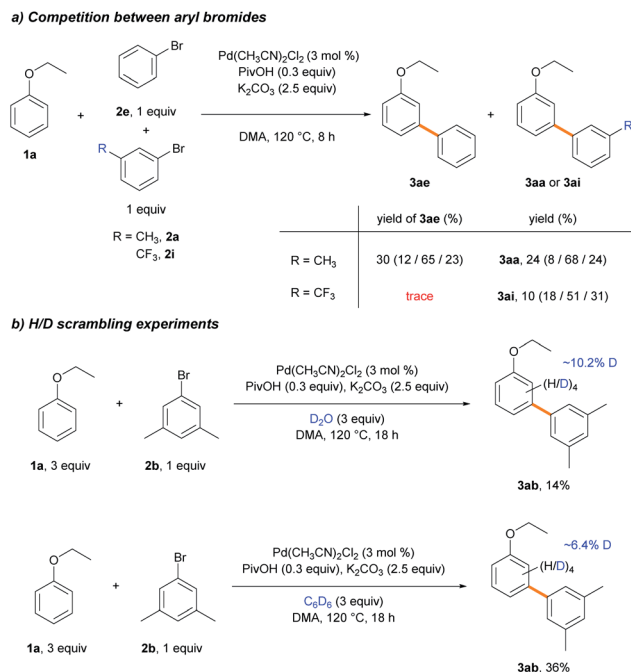 a) Competition between aryl bromides
O
1a
+
Br
2e, 1 equiv
+
R
Br
1 equiv
R = CH₃, 2a
CF₃, 2i
Pd(CH₃CN)₂Cl₂ (3 mol %)
PivOH (0.3 equiv)
K₂CO₃ (2.5 equiv)
DMA, 120 °C, 8 h
O
3ae
+
O
R
3aa or 3ai
yield of 3ae (%) yield (%)
R = CH₃ 30 (12 / 65 / 23) 3aa, 24 (8 / 68 / 24)
R = CF₃ trace 3ai, 10 (18 / 51 / 31)
b) H/D scrambling experiments
O
1a, 3 equiv
+
Br
2b, 1 equiv
Pd(CH₃CN)₂Cl₂ (3 mol %)
PivOH (0.3 equiv), K₂CO₃ (2.5 equiv)
D₂O (3 equiv)
DMA, 120 °C, 18 h
O
~10.2% D
(H/D)₄
3ab, 14%
O
1a, 3 equiv
+
Br
2b, 1 equiv
Pd(CH₃CN)₂Cl₂ (3 mol %)
PivOH (0.3 equiv), K₂CO₃ (2.5 equiv)
C₆D₆ (3 equiv)
DMA, 120 °C, 18 h
O
~6.4% D
(H/D)₄
3ab, 36%